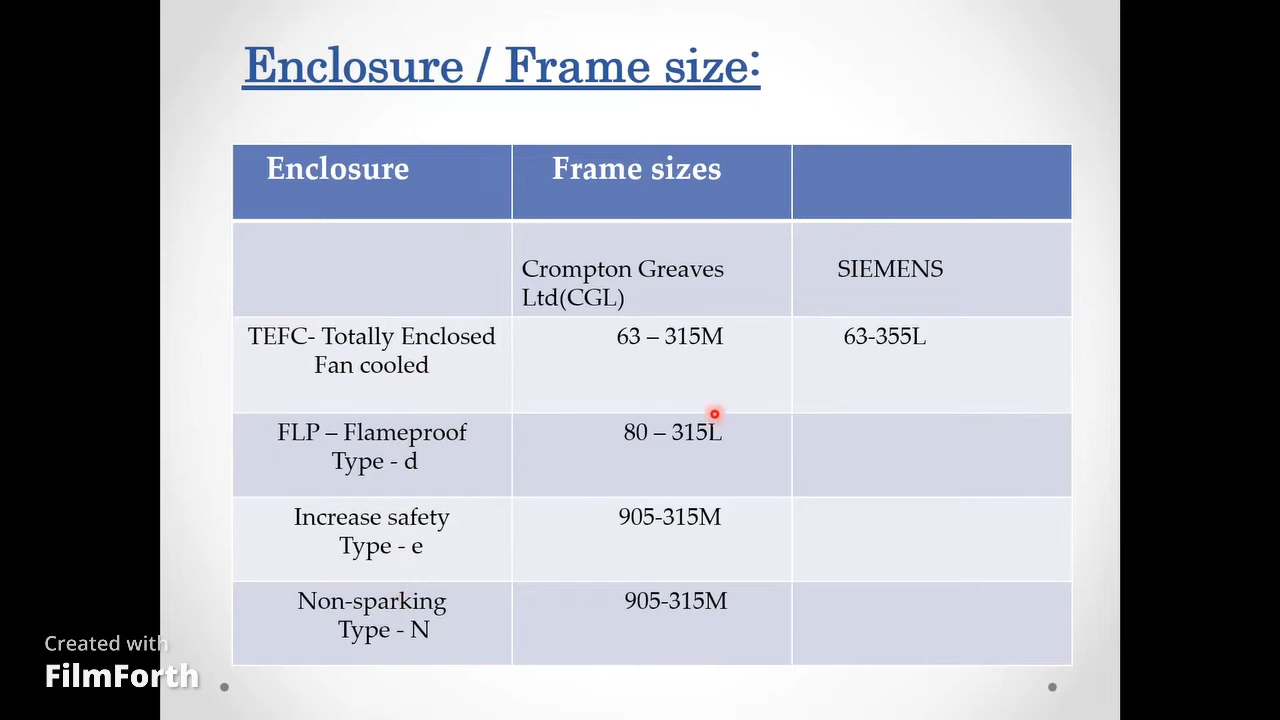 Enclosure / Frame size:
Enclosure
Frame sizes
Crompton Greaves
Ltd(CGL)
SIEMENS
TEFC- Totally Enclosed
Fan cooled
63 – 315M
63-355L
FLP – Flameproof
Type - d
80 – 315L
Increase safety
Type - e
905-315M
Non-sparking
Type - N
905-315M
Created with
FilmForth